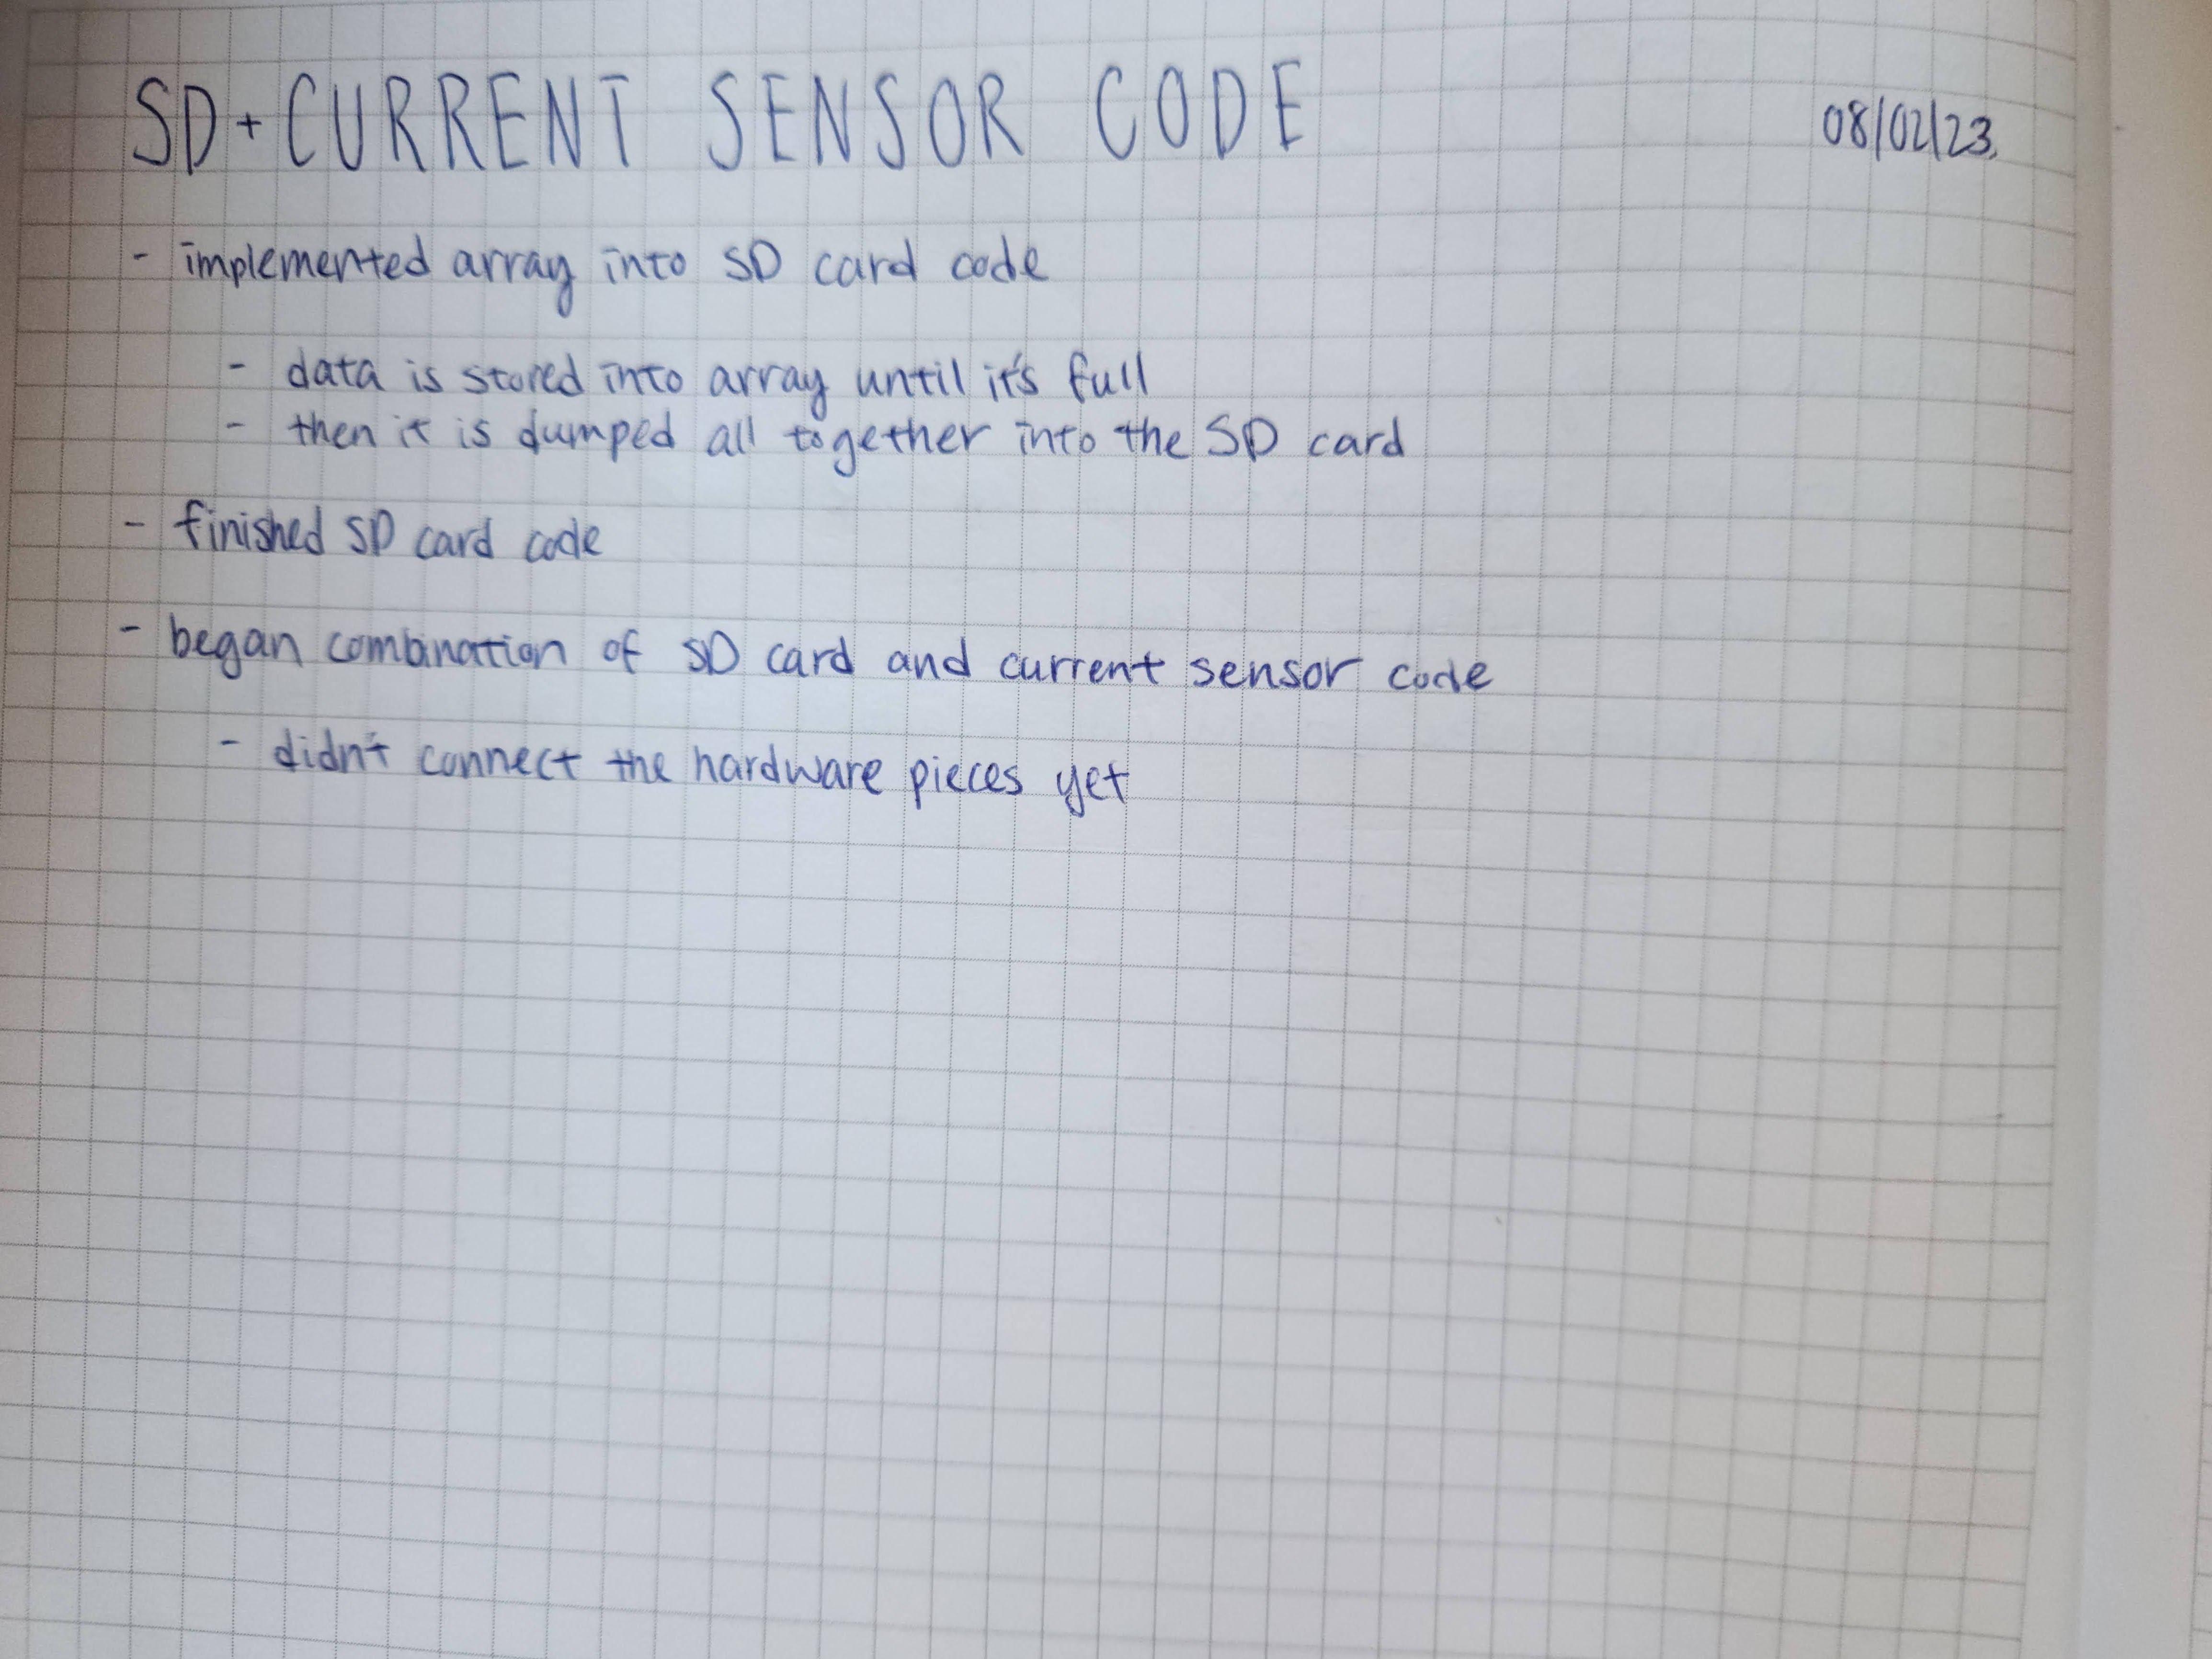 SD + CURRENT SENSOR CODE 08/02/23.
- implemented array into SD card code
- data is stored into array until it's full
- then it is dumped all together into the SD card
- finished SD card code
- began combination of SD card and current sensor code
- didn't connect the hardware pieces yet